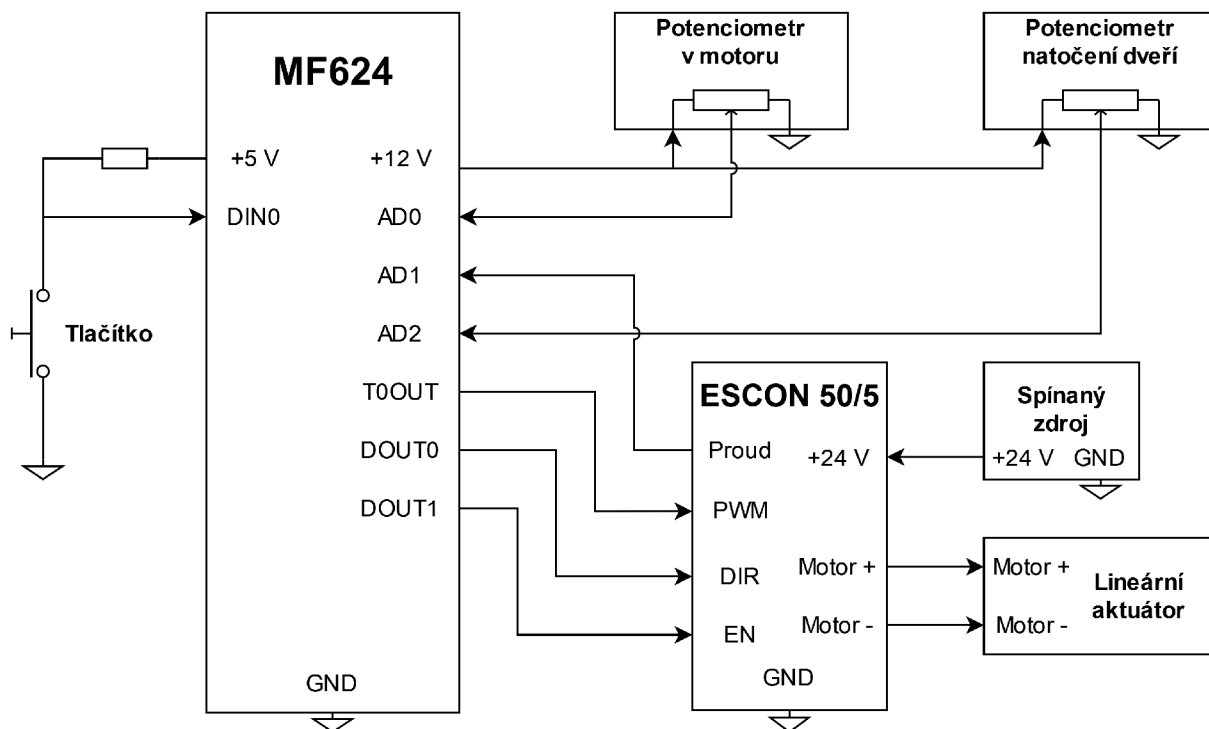 MF624
+5 V
DIN0
+12 V
AD0
AD1
AD2
T0OUT
DOUT0
DOUT1
GND
Tlačítko
Potenciometr
v motoru
Potenciometr
natočení dveří
ESCON 50/5
Proud
+24 V
PWM
DIR
EN
Motor +
Motor -
GND
Spínaný
zdroj
+24 V GND
Motor +
Motor -
Lineární
aktuátor